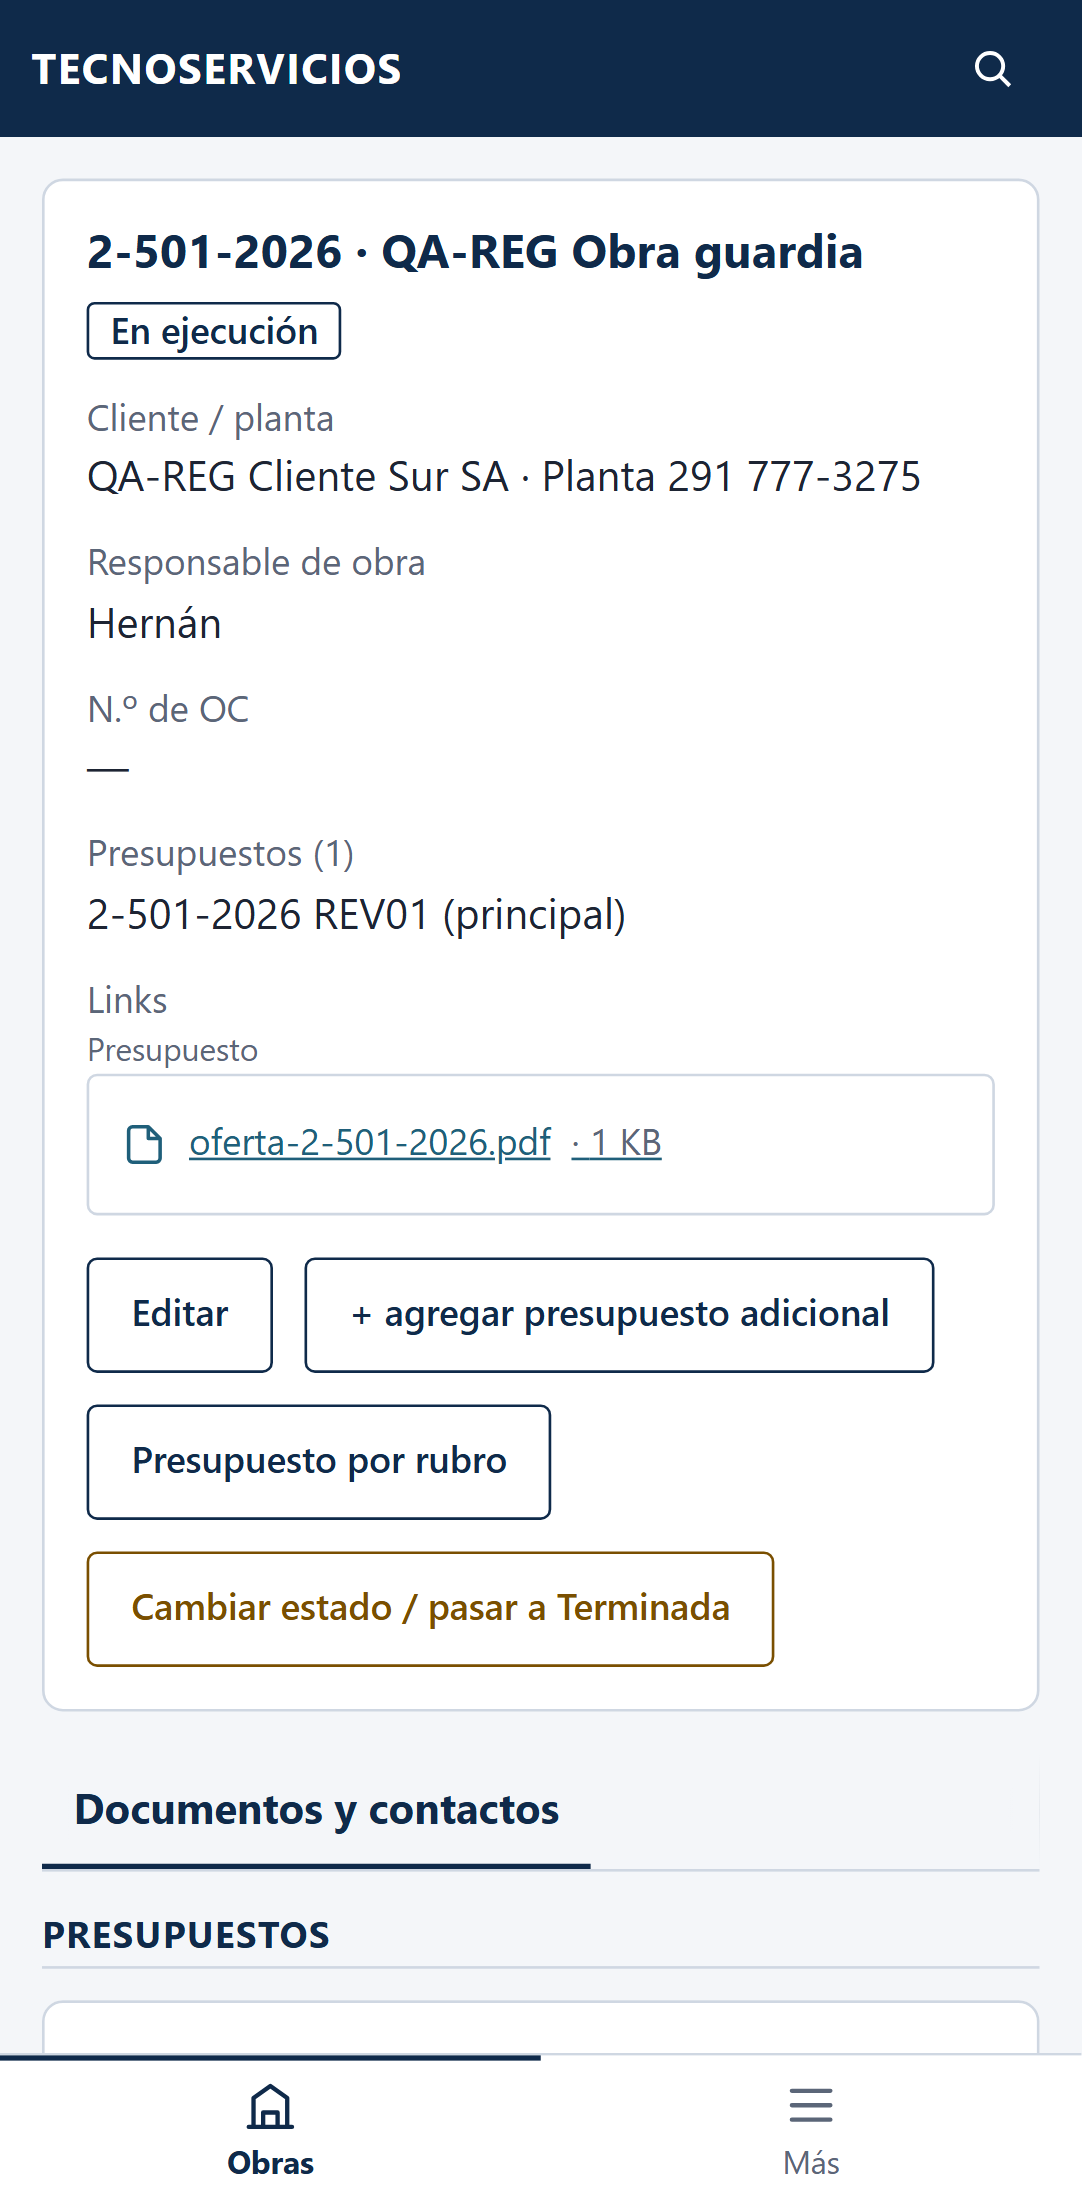 TECNOSERVICIOS
2-501-2026 · QA-REG Obra guardia
En ejecución
Cliente / planta
QA-REG Cliente Sur SA · Planta 291 777-3275
Responsable de obra
Hernán
N.º de OC
—
Presupuestos (1)
2-501-2026 REV01 (principal)
Links
Presupuesto
oferta-2-501-2026.pdf · 1 KB
Editar
+ agregar presupuesto adicional
Presupuesto por rubro
Cambiar estado / pasar a Terminada
Documentos y contactos
PRESUPUESTOS
Obras
Más